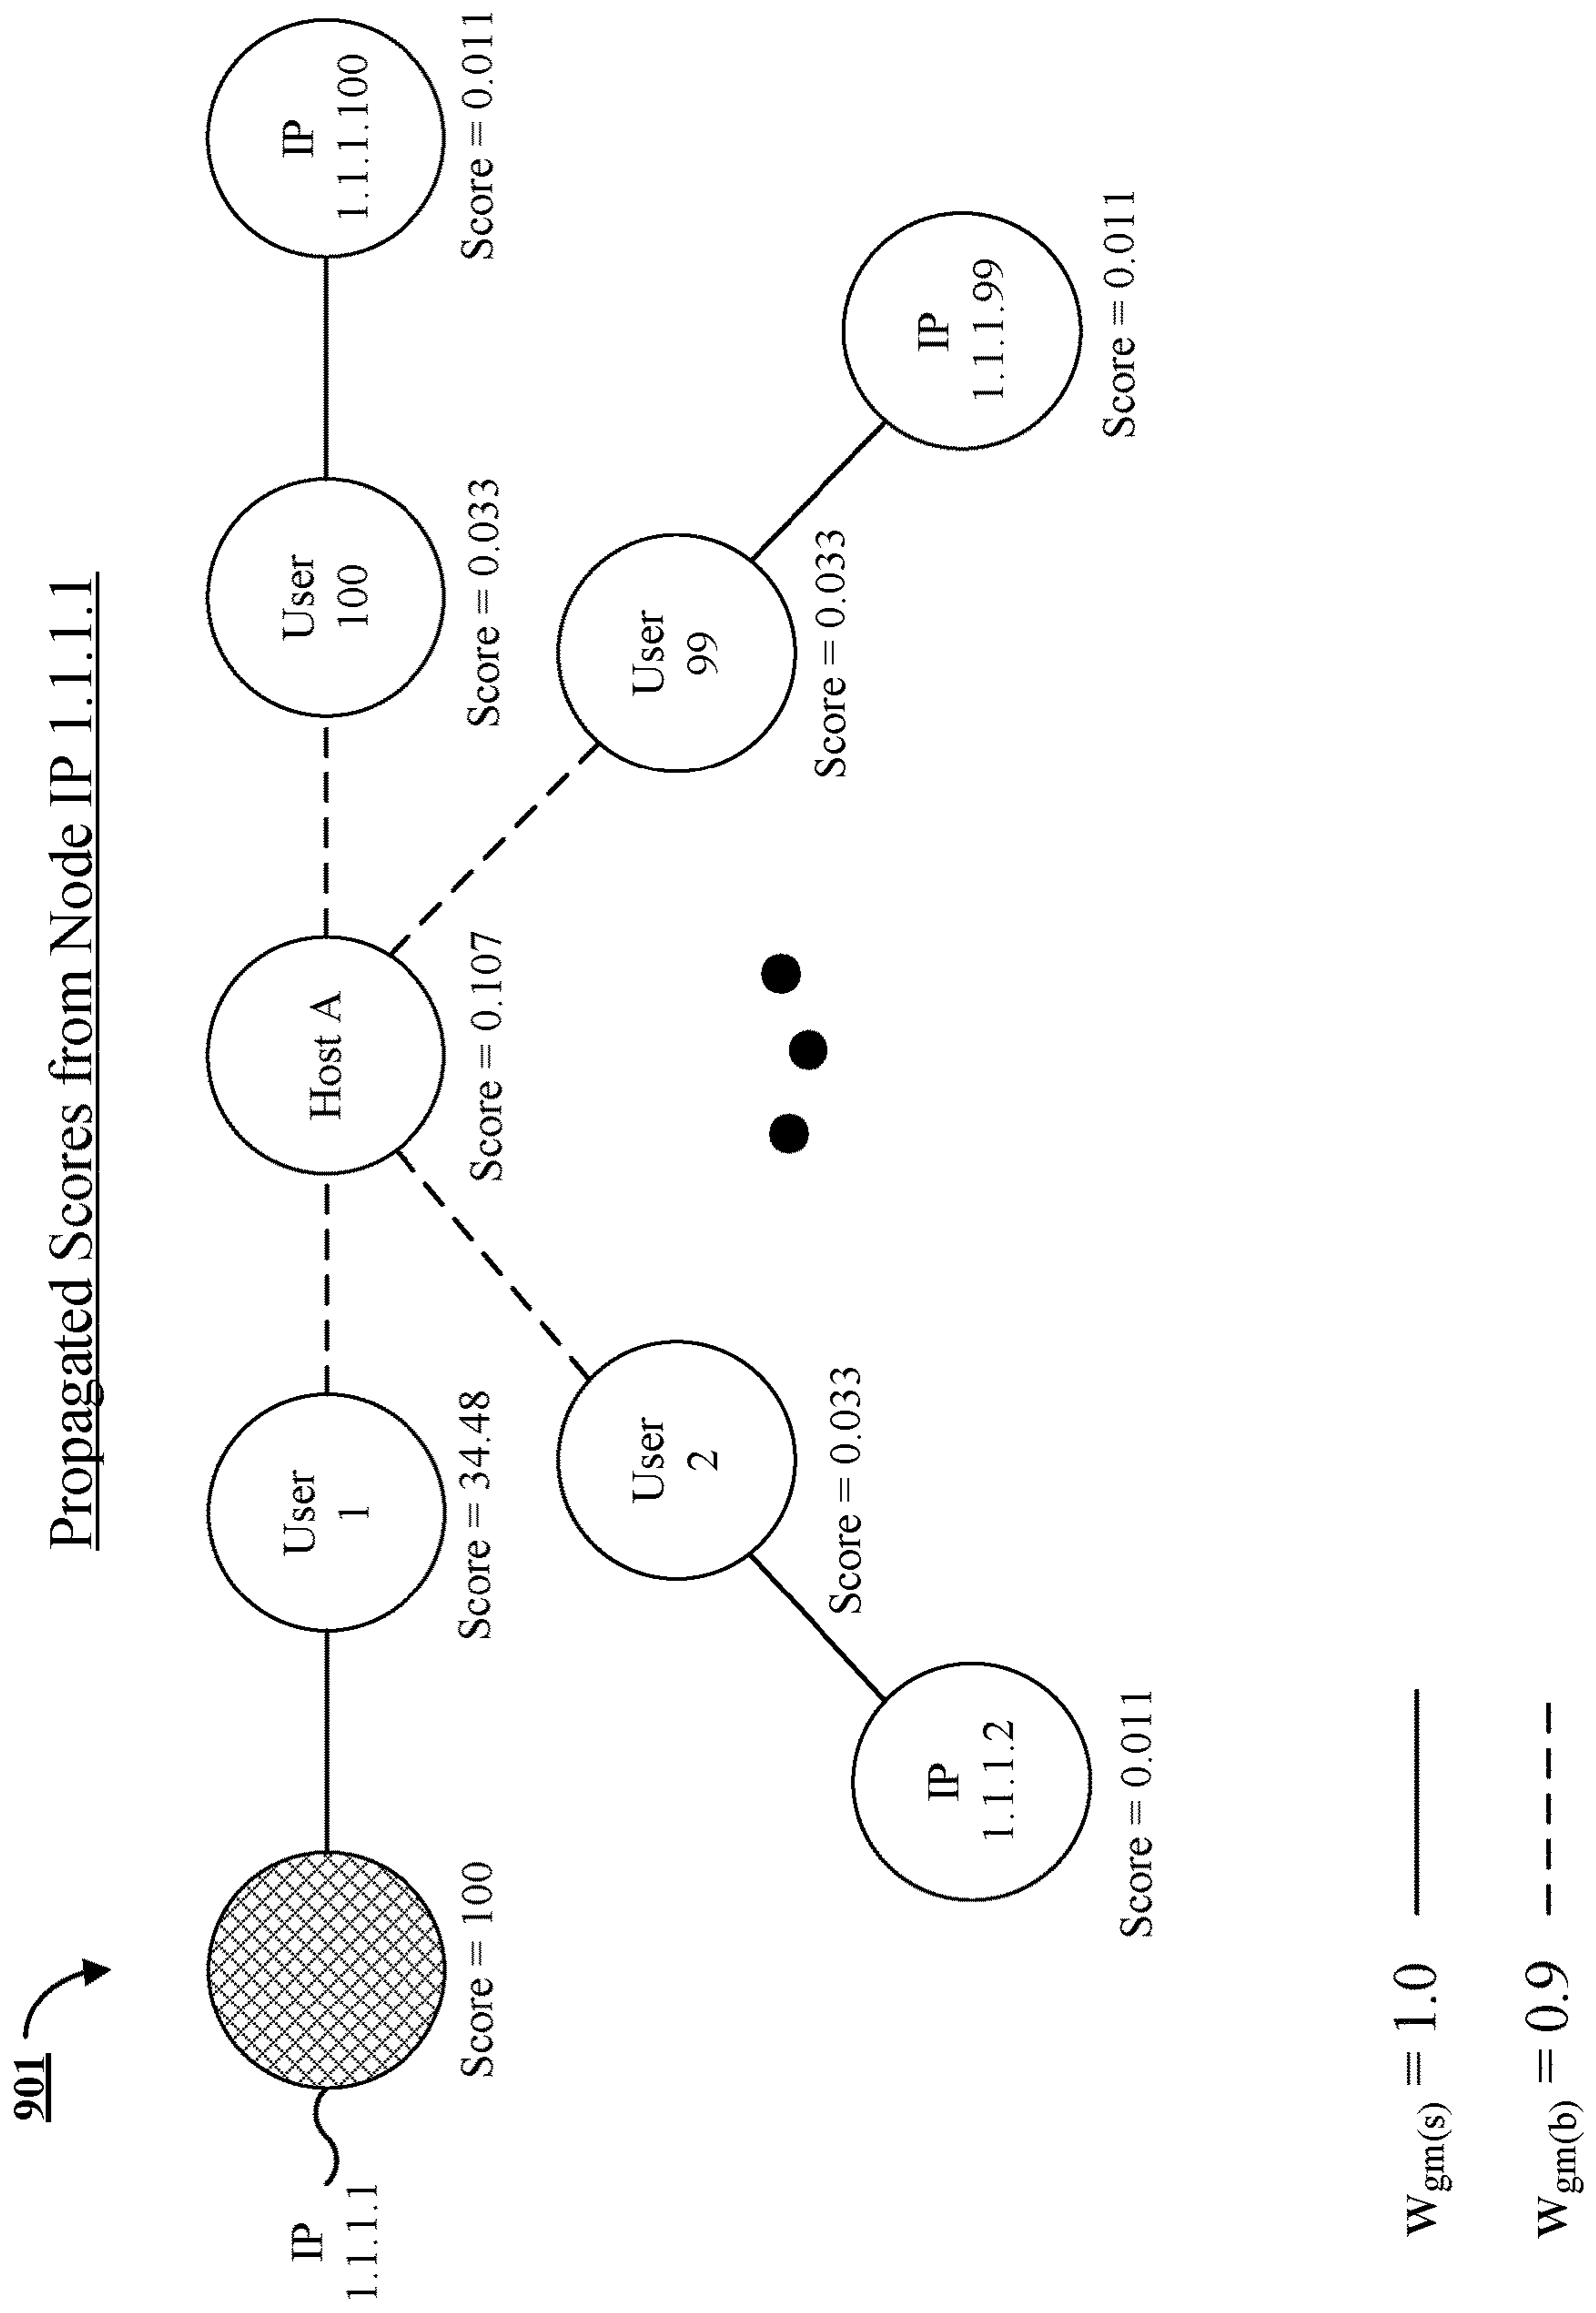 901
Propagated Scores from Node IP 1.1.1.1
IP
1.1.1.1
Score = 100
User
1
Score = 34.48
Host A
Score = 0.107
User
100
Score = 0.033
IP
1.1.1.100
Score = 0.011
User
2
Score = 0.033
IP
1.1.1.2
Score = 0.011
User
99
Score = 0.033
IP
1.1.1.99
Score = 0.011
Wgm(s) = 1.0
Wgm(b) = 0.9